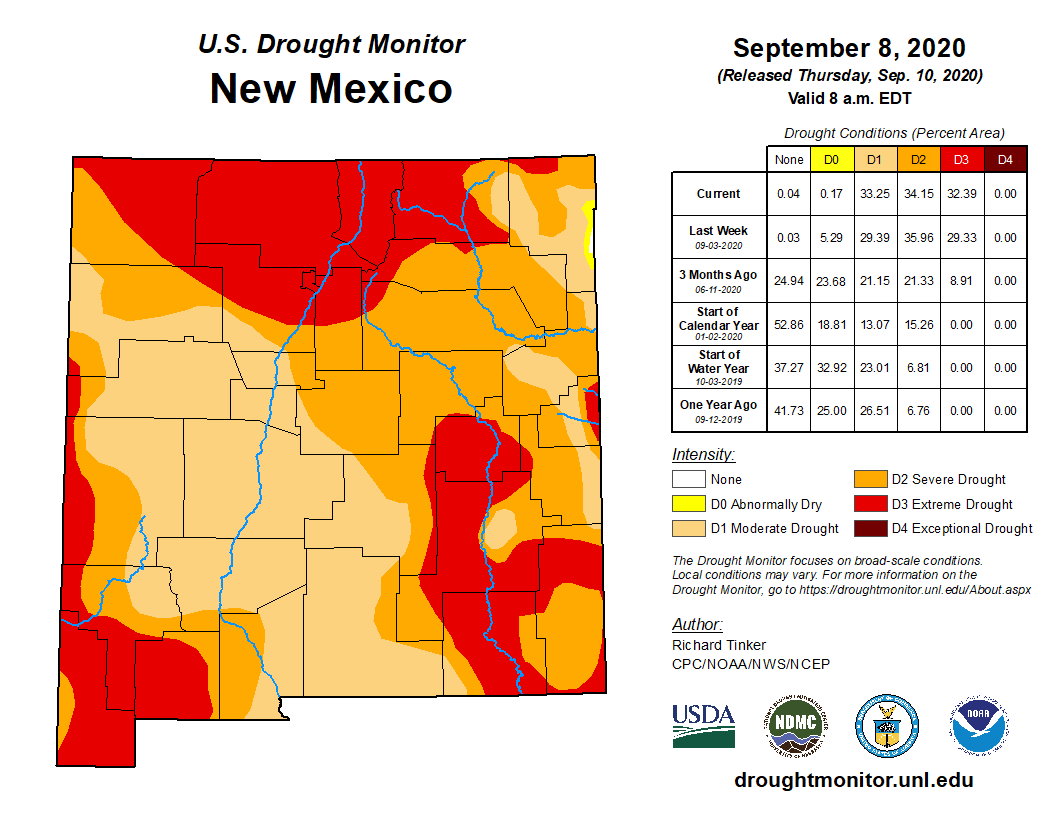 U.S. Drought Monitor
New Mexico
September 8, 2020
(Released Thursday, Sep. 10, 2020)
Valid 8 a.m. EDT
Drought Conditions (Percent Area)
None D0 D1 D2 D3 D4
Current 0.04 0.17 33.25 34.15 32.39 0.00
Last Week 0.03 5.29 29.39 35.96 29.33 0.00
09-03-2020
3 Months Ago 24.94 23.68 21.15 21.33 8.91 0.00
06-11-2020
Start of
Calendar Year 52.86 18.81 13.07 15.26 0.00 0.00
01-02-2020
Start of
Water Year 37.27 32.92 23.01 6.81 0.00 0.00
10-03-2019
One Year Ago 41.73 25.00 26.51 6.76 0.00 0.00
09-12-2019
Intensity:
None
D0 Abnormally Dry
D1 Moderate Drought
D2 Severe Drought
D3 Extreme Drought
D4 Exceptional Drought
The Drought Monitor focuses on broad-scale conditions.
Local conditions may vary. For more information on the
Drought Monitor, go to https://droughtmonitor.unl.edu/About.aspx
Author:
Richard Tinker
CPC/NOAA/NWS/NCEP
USDA
NDMC
NOAA
droughtmonitor.unl.edu